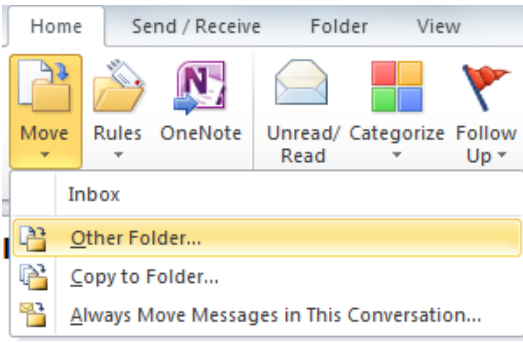 Home Send / Receive Folder View
Move Rules OneNote Unread/ Categorize Follow
Read Up
Inbox
Other Folder...
Copy to Folder...
Always Move Messages in This Conversation...